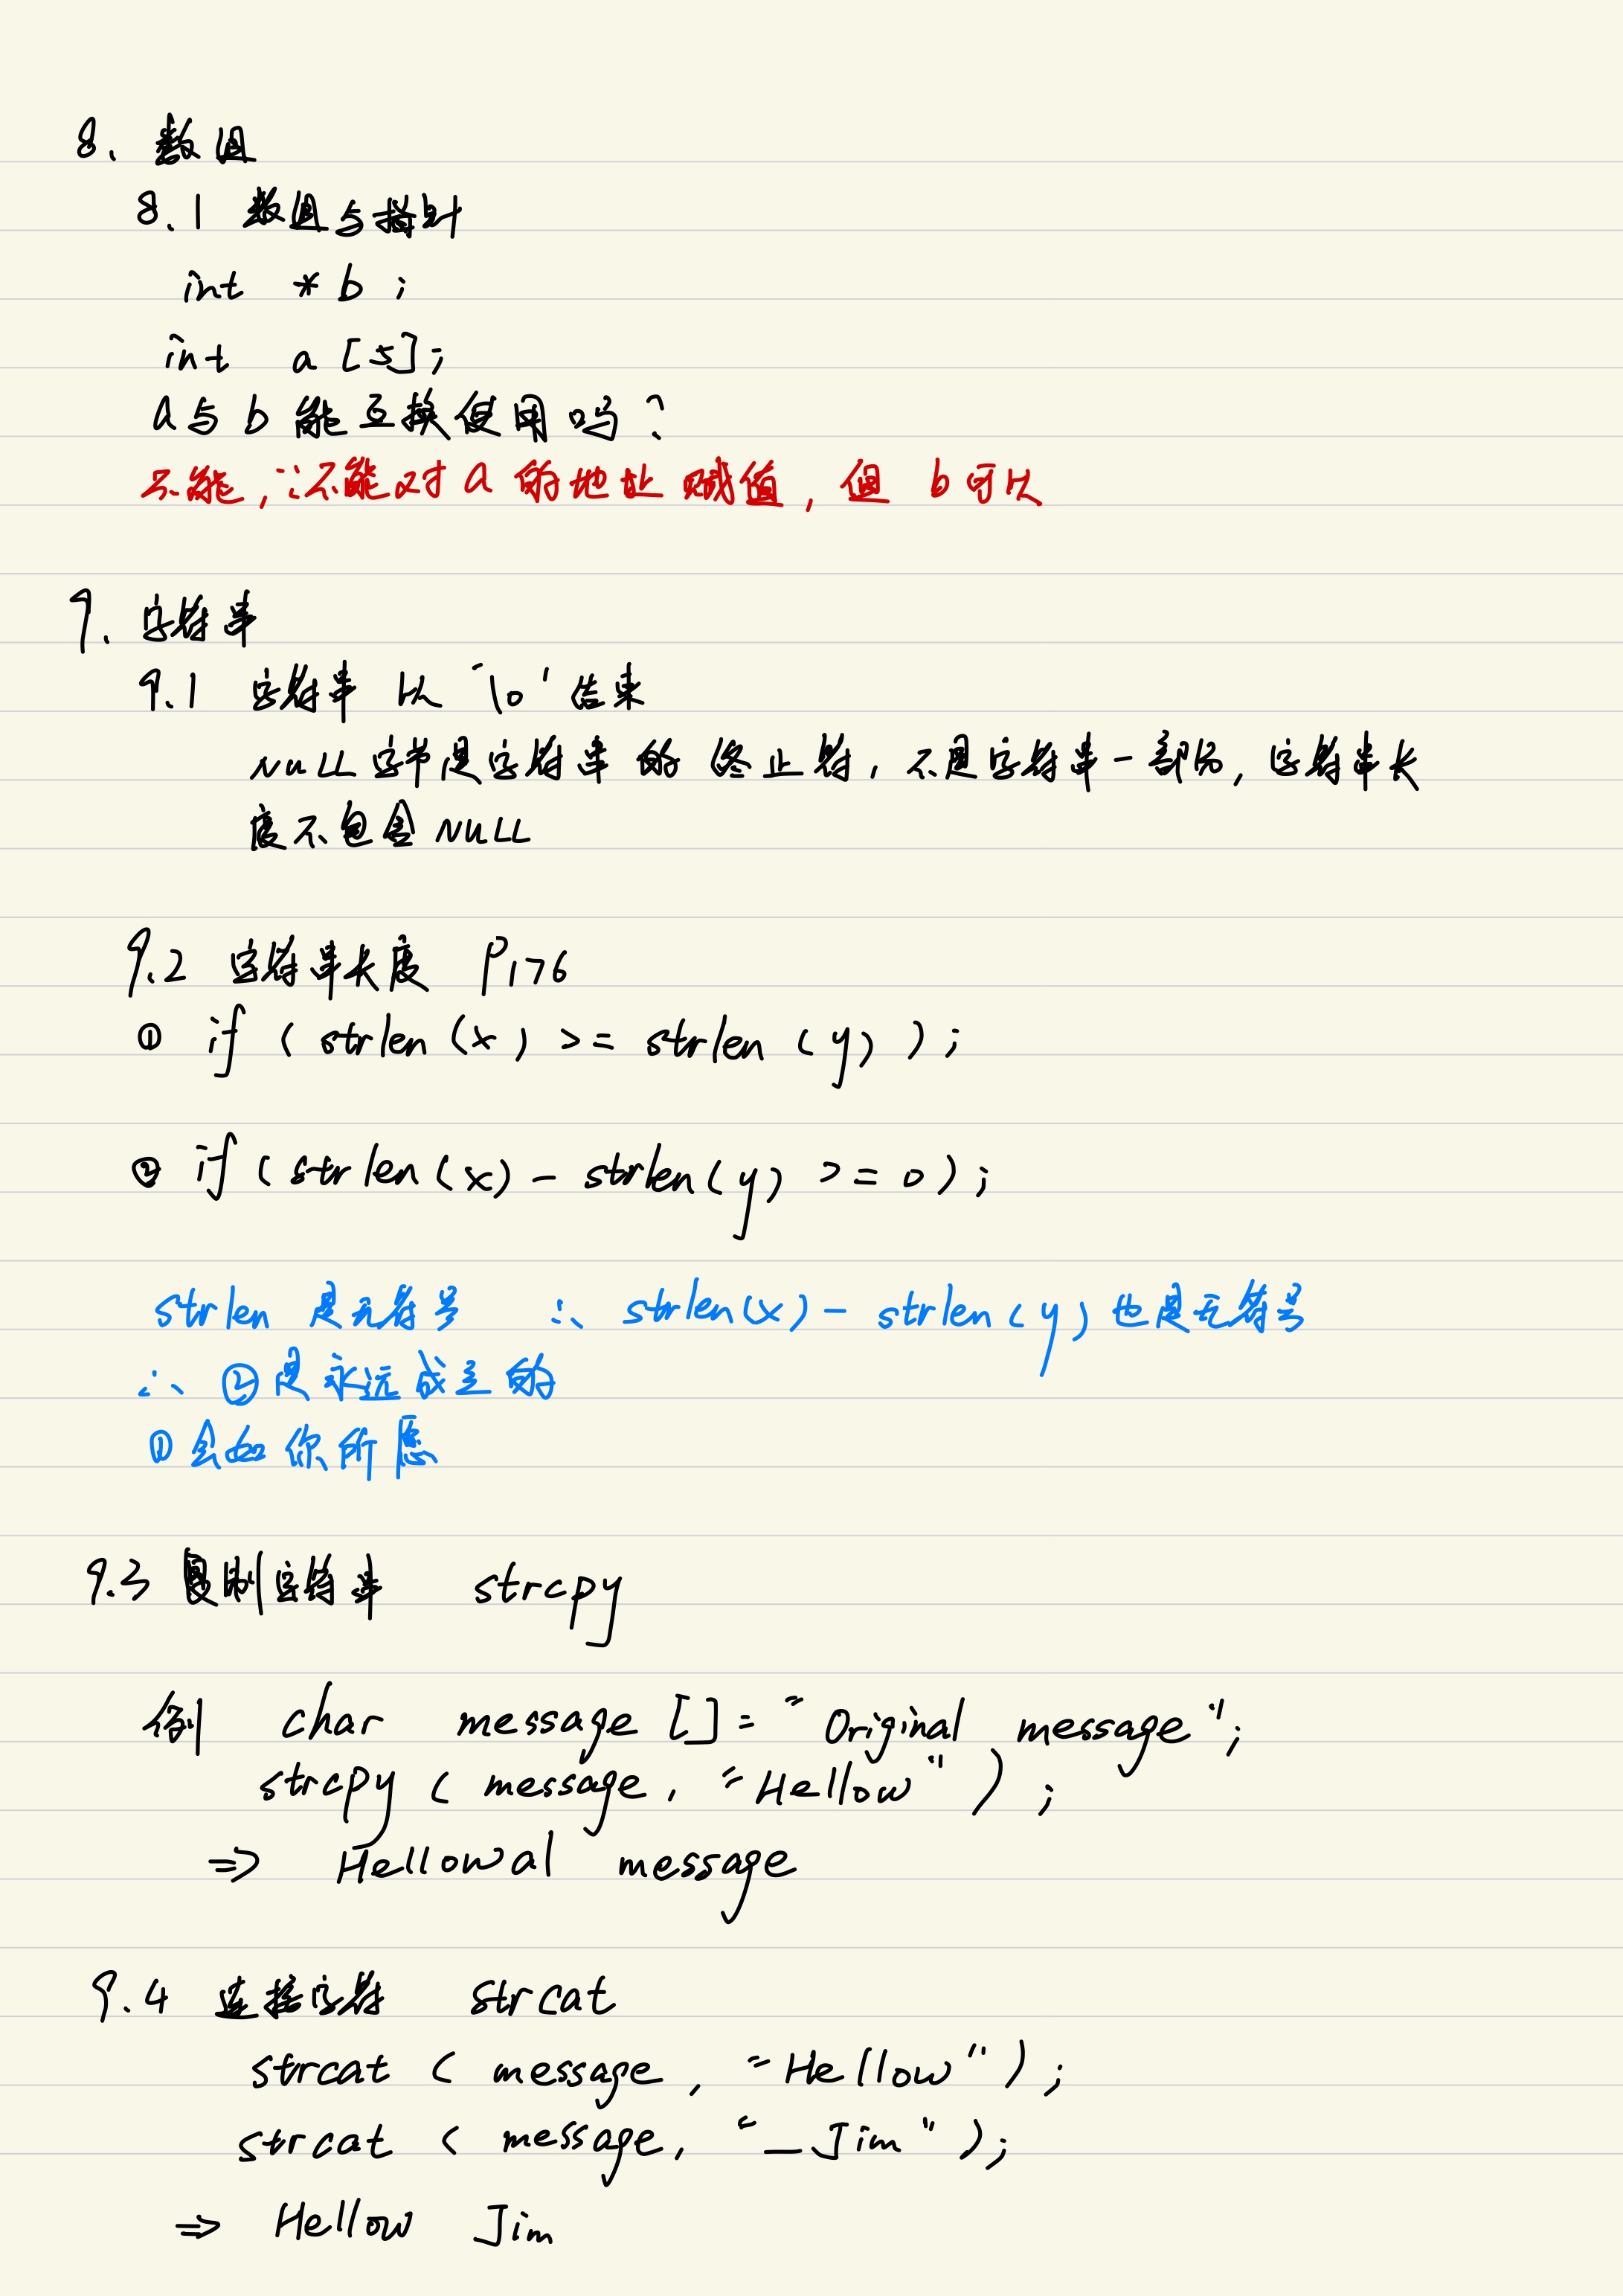 8、数组
8.1 数组与指针
int *b;
int a[5];
a与b能互换使用吗?
不能,∵不能对a的地址赋值,但b可以
9、字符串
9.1 字符串以'\0'结束
NULL字节是字符串的终止符,不是字符串一部份,字符串长
度不包含NULL
9.2 字符串长度 P176
① if (strlen(x) >= strlen(y));
② if (strlen(x) - strlen(y) >= 0);
strlen是无符号 ∴ strlen(x) - strlen(y)也是无符号
∴ ②是永远成立的
①会如你所愿
9.3 复制字符串 strcpy
例 char message[] = "Original message";
strcpy (message, "Hellow");
⇒ Hellowal message
9.4 连接字符 strcat
strcat (message, "Hellow");
strcat (message, "_Jim");
⇒ Hellow Jim